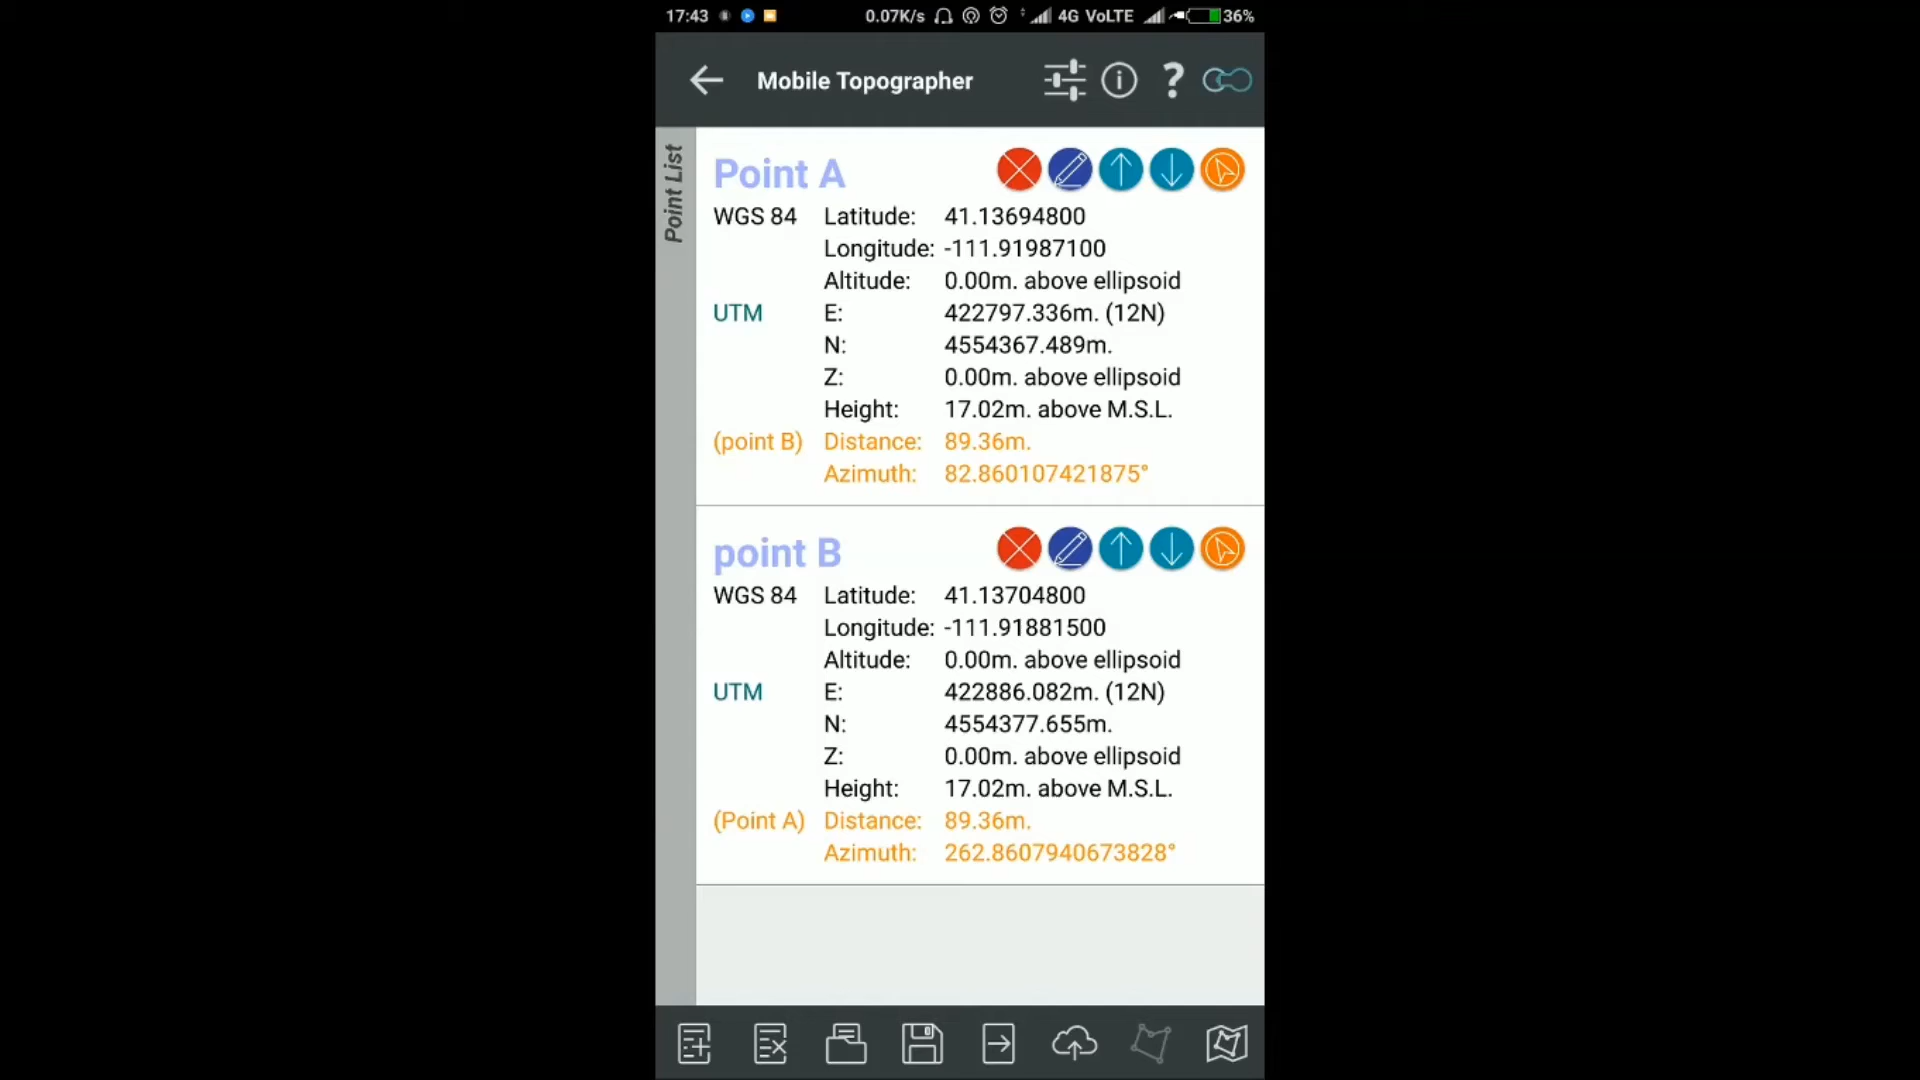 17:43 0.07K/s 4G VoLTE 36%
Mobile Topographer
Point List
Point A
WGS 84 Latitude: 41.13694800
Longitude: -111.91987100
Altitude: 0.00m. above ellipsoid
UTM E: 422797.336m. (12N)
N: 4554367.489m.
Z: 0.00m. above ellipsoid
Height: 17.02m. above M.S.L.
(point B) Distance: 89.36m.
Azimuth: 82.860107421875°
point B
WGS 84 Latitude: 41.13704800
Longitude: -111.91881500
Altitude: 0.00m. above ellipsoid
UTM E: 422886.082m. (12N)
N: 4554377.655m.
Z: 0.00m. above ellipsoid
Height: 17.02m. above M.S.L.
(Point A) Distance: 89.36m.
Azimuth: 262.8607940673828°